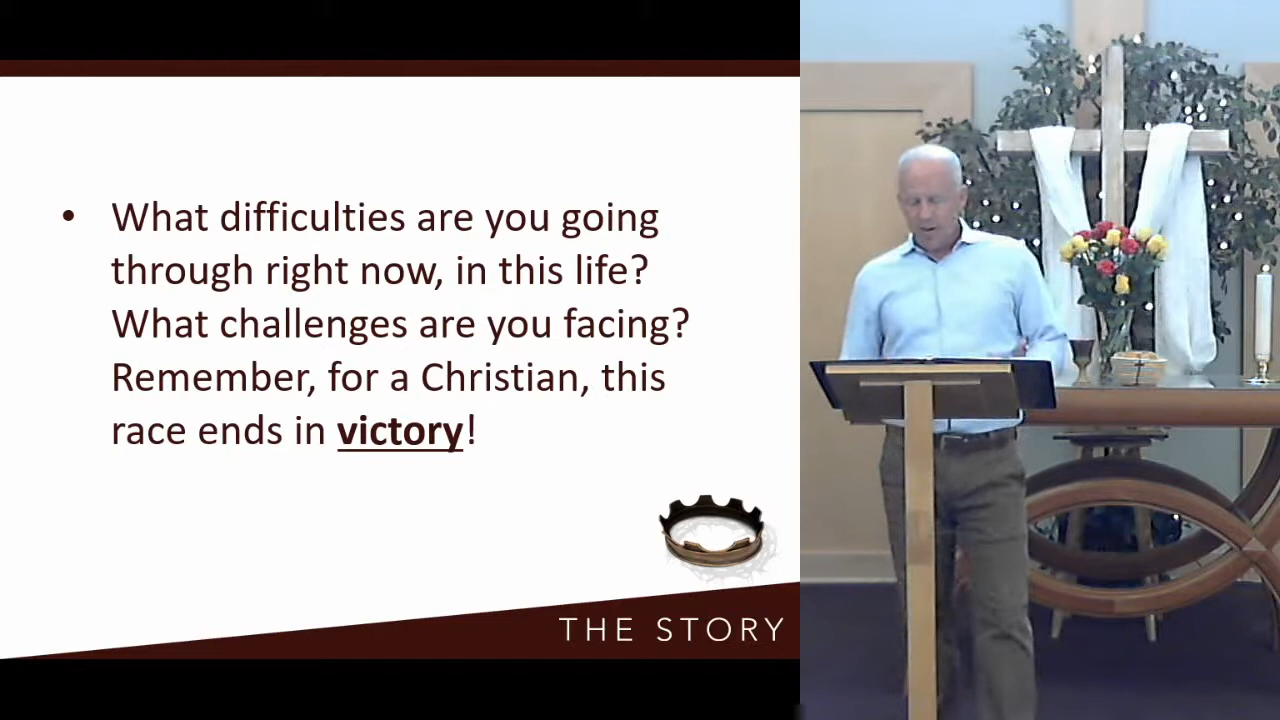 • What difficulties are you going
through right now, in this life?
What challenges are you facing?
Remember, for a Christian, this
race ends in victory!
THE STORY